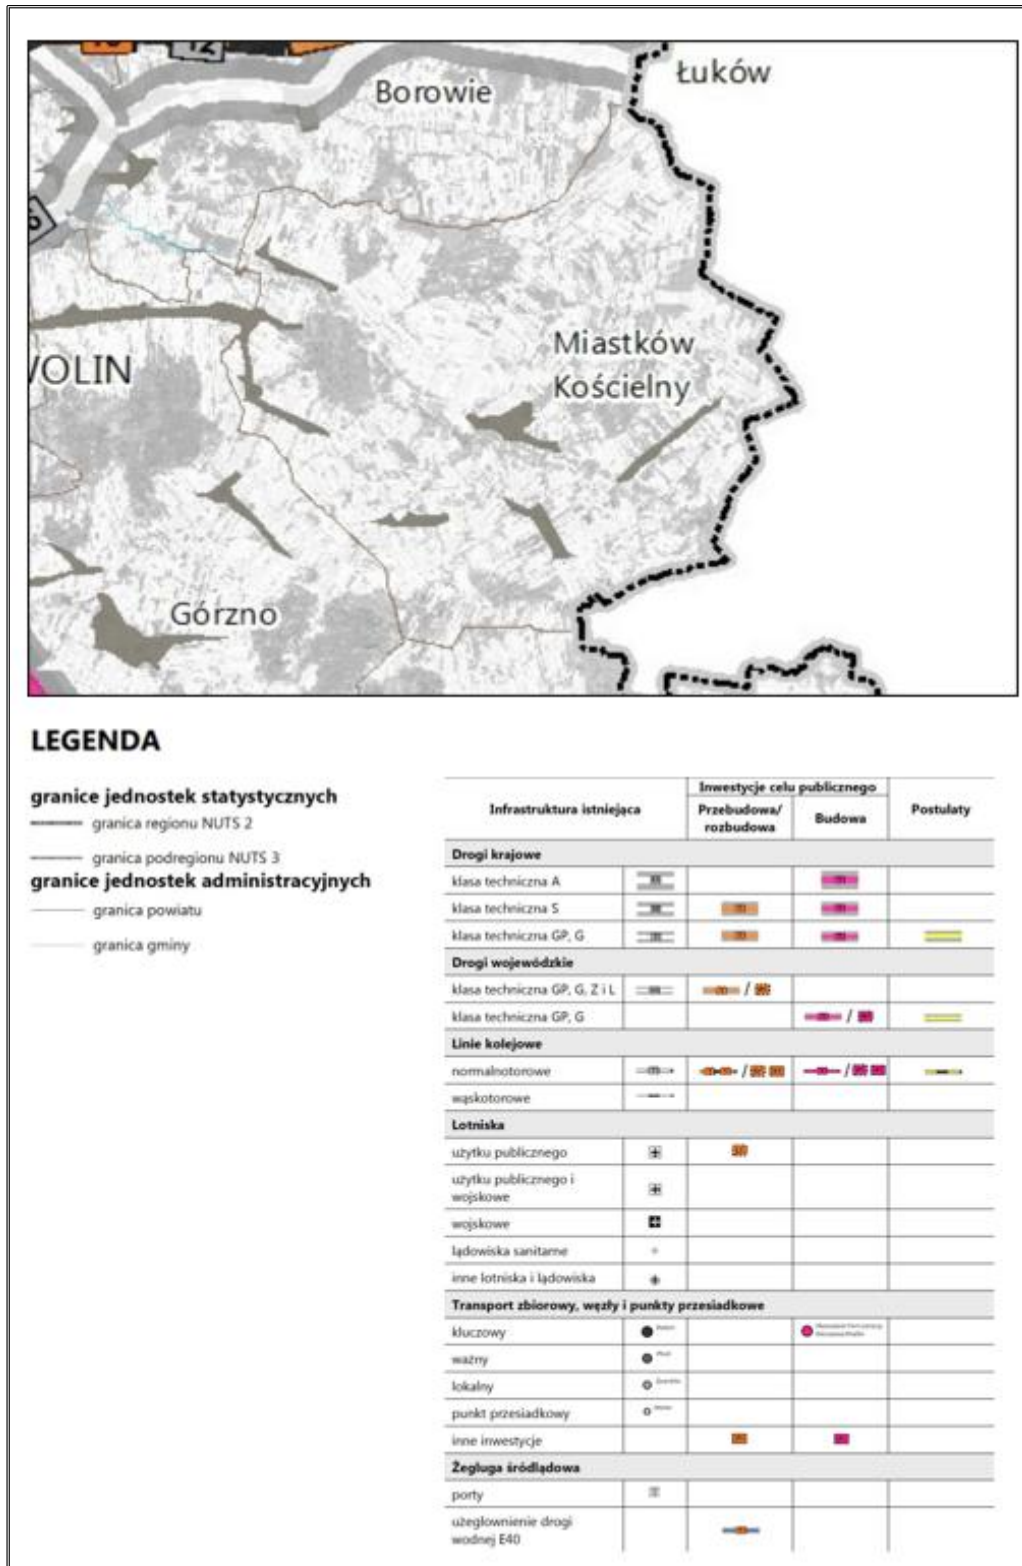 12
Łuków
Borowie
Miastków
Kościelny
WOLIN
Górzno
LEGENDA
granice jednostek statystycznych
granica regionu NUTS 2
granica podregionu NUTS 3
granice jednostek administracyjnych
granica powiatu
granica gminy
Infrastruktura istniejąca
Inwestycje celu publicznego
Przebudowa/
rozbudowa
Budowa
Postulaty
Drogi krajowe
klasa techniczna A
klasa techniczna S
klasa techniczna GP, G
Drogi wojewódzkie
klasa techniczna GP, G, Z i L
/
klasa techniczna GP, G
/
Linie kolejowe
normalnotorowe
/
/
wąskotorowe
Lotniska
użytku publicznego
użytku publicznego i
wojskowe
wojskowe
lądowiska sanitarne
inne lotniska i lądowiska
Transport zbiorowy, węzły i punkty przesiadkowe
kluczowy
ważny
lokalny
punkt przesiadkowy
inne inwestycje
Żegluga śródlądowa
porty
użeglownienie drogi
wodnej E40